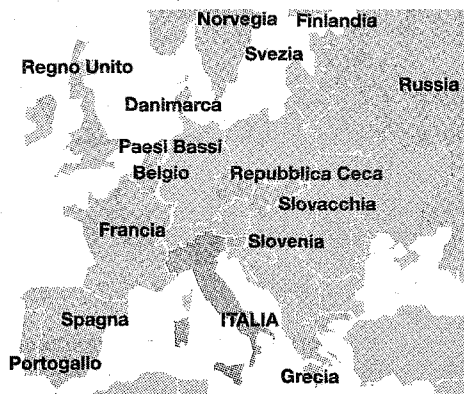 Norvegia Finlandia
Svezia
Regno Unito
Russia
Danimarca
Paesi Bassi
Belgio Repubblica Ceca
Slovacchia
Francia
Slovenia
Spagna ITALIA
Portogallo
Grecia